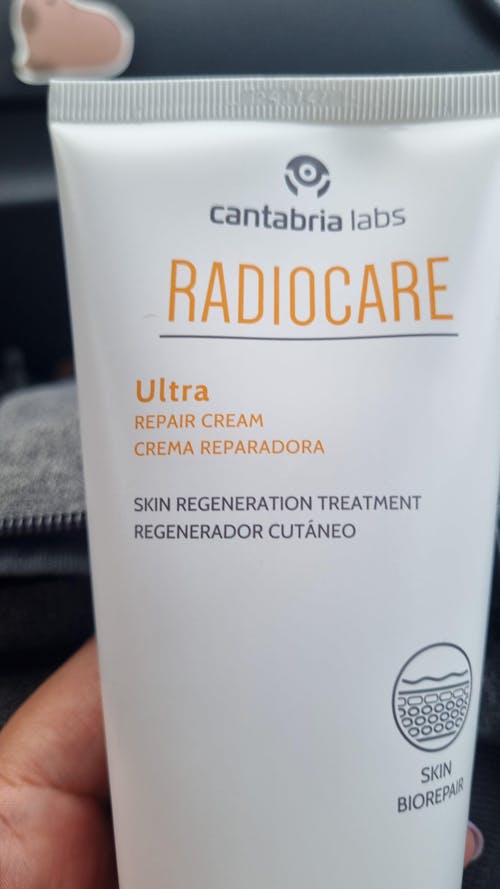 cantabria labs
RADIOCARE
Ultra
REPAIR CREAM
CREMA REPARADORA
SKIN REGENERATION TREATMENT
REGENERADOR CUTÁNEO
SKIN
BIOREPAIR